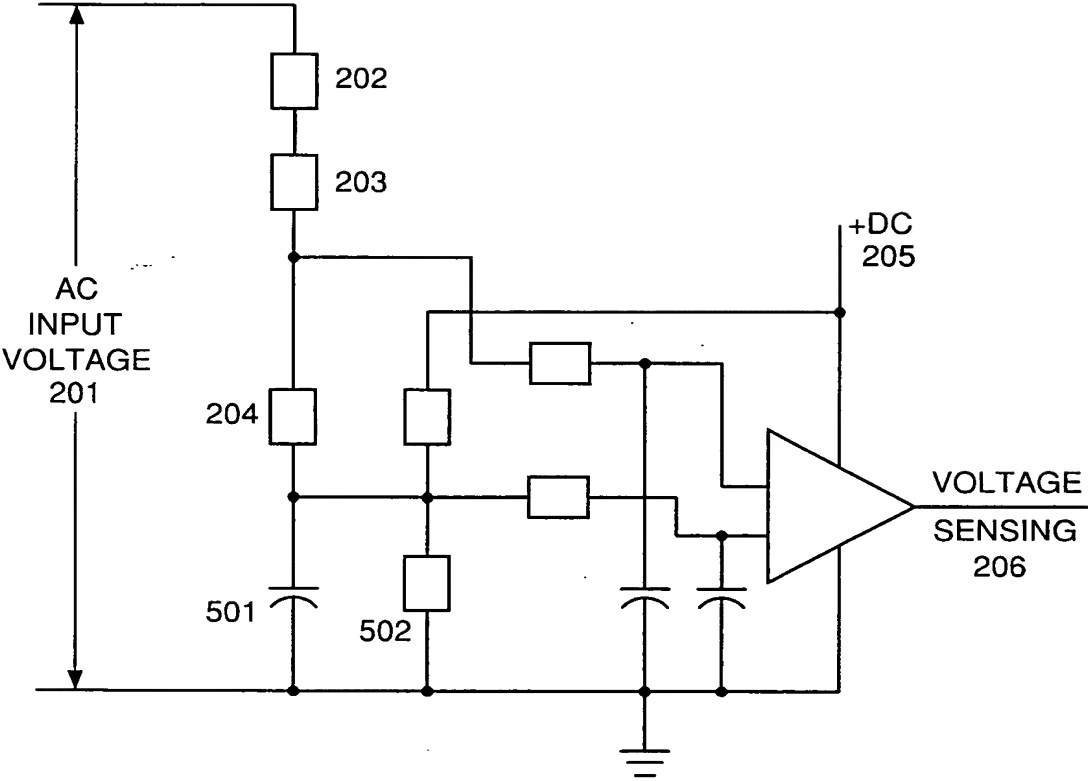 202
203
+DC
205
AC
INPUT
VOLTAGE
201
204
VOLTAGE
SENSING
206
501
502